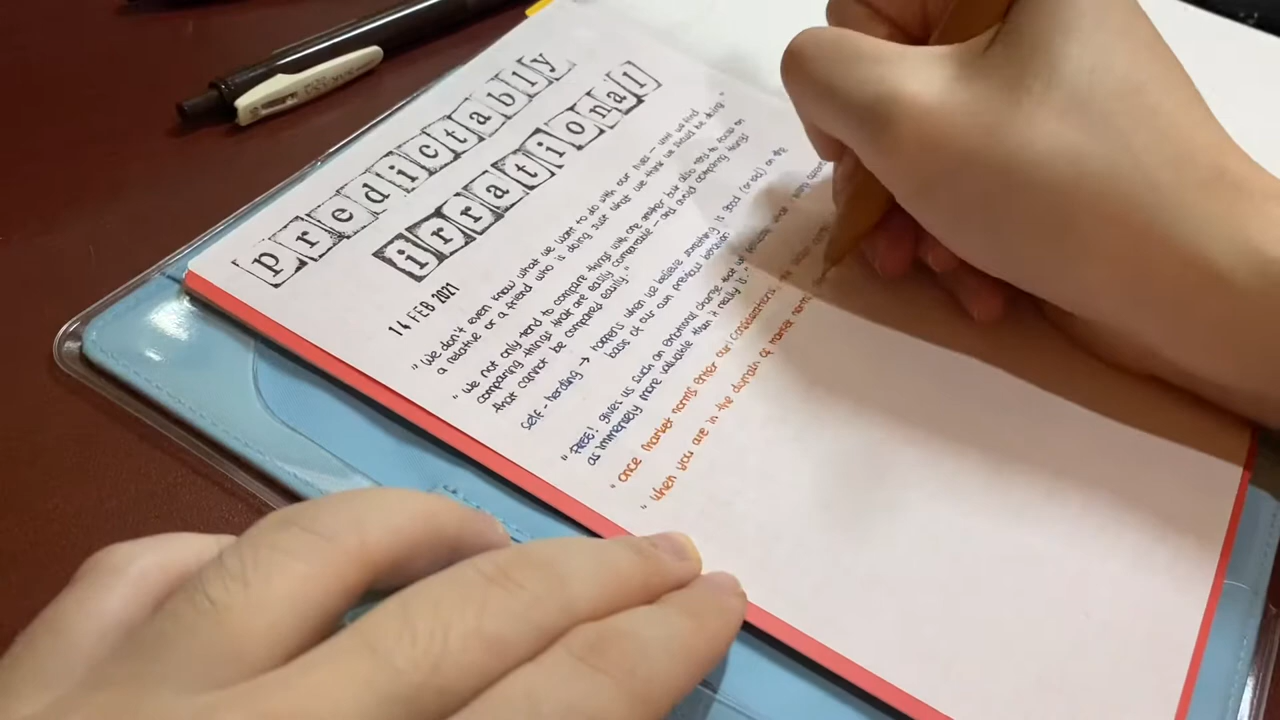 predictably
irrational
14 FEB 2021
"We don't even know what we want to do with our lives – until we find
a relative or a friend who is doing just what we think we should be doing."
"We not only tend to compare things with one another but also tend to focus on
comparing things that are easily comparable – and avoid comparing things
that cannot be compared easily."
Self-herding → happens when we believe something is good (or bad) on the
basis of our own previous behavior
"FREE! gives us such an emotional charge that we perceive what is being offered
as immensely more valuable than it really is."
"Once market norms enter our considerations, the social norms
"When you are in the domain of market norms